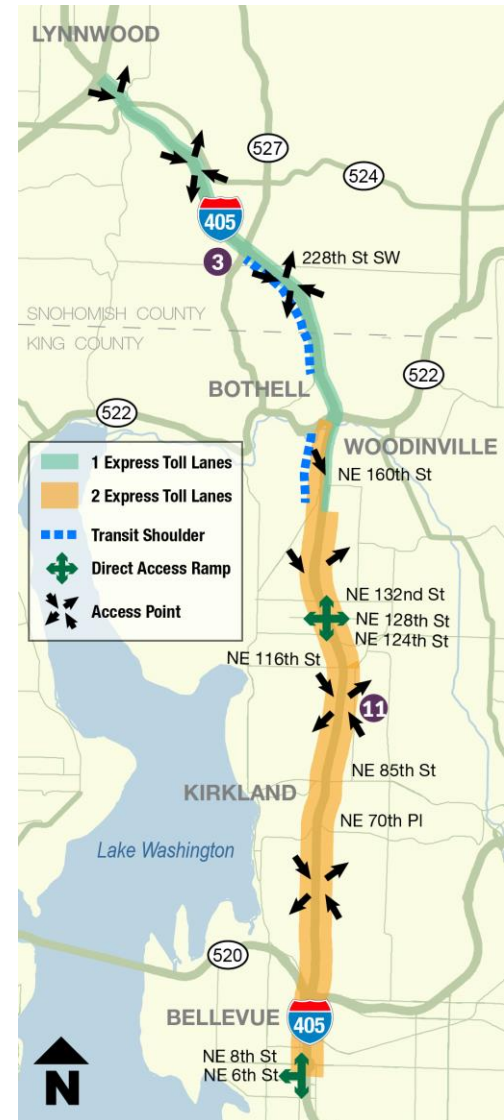 LYNNWOOD
527
524
405
3
228th St SW
SNOHOMISH COUNTY
KING COUNTY
BOTHELL
522
522
WOODINVILLE
1 Express Toll Lanes
2 Express Toll Lanes
Transit Shoulder
Direct Access Ramp
Access Point
NE 160th St
NE 132nd St
NE 128th St
NE 124th St
NE 116th St
11
NE 85th St
KIRKLAND
NE 70th Pl
Lake Washington
520
BELLEVUE
405
NE 8th St
NE 6th St
N